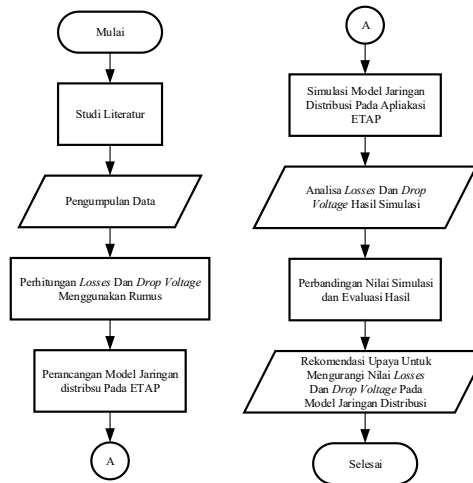 Mulai
Studi Literatur
Pengumpulan Data
Perhitungan Losses Dan Drop Voltage
Menggunakan Rumus
Perancangan Model Jaringan
distribsu Pada ETAP
A
A
Simulasi Model Jaringan
Distribusi Pada Apliakasi
ETAP
Analisa Losses Dan Drop
Voltage Hasil Simulasi
Perbandingan Nilai Simulasi
dan Evaluasi Hasil
Rekomendasi Upaya Untuk
Mengurangi Nilai Losses
Dan Drop Voltage Pada
Model Jaringan Distribusi
Selesai